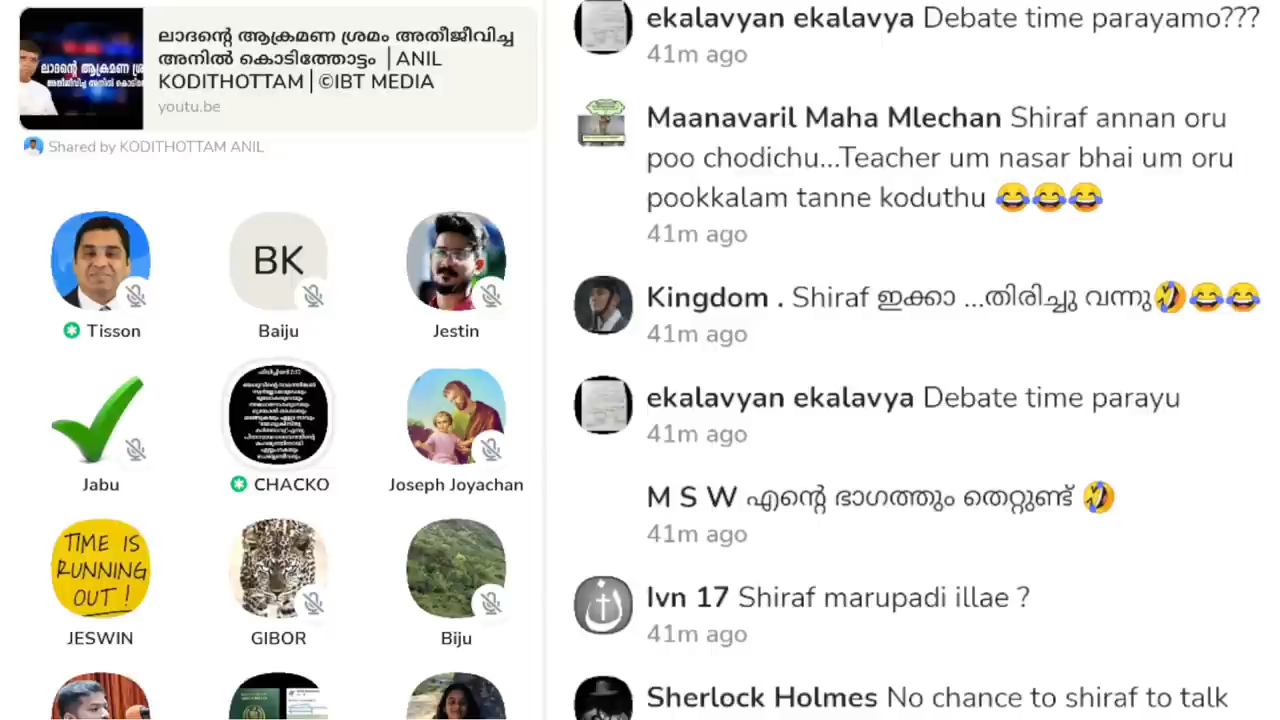 ലാദന്റെ ആക്രമണ ശ്രമം അതീജീവിച്ച
അനിൽ കൊടിത്തോട്ടം | ANIL
KODITHOTTAM | ©IBT MEDIA
youtu.be
Shared by KODITHOTTAM ANIL
Tisson
BK
Baiju
Jestin
Jabu
CHACKO
Joseph Joyachan
TIME IS
RUNNING
OUT !
JESWIN
GIBOR
Biju
ekalavyan ekalavya Debate time parayamo???
41m ago
Maanavaril Maha Mlechan Shiraf annan oru
poo chodichu...Teacher um nasar bhai um oru
pookkalam tanne koduthu 😂😂😂
41m ago
Kingdom . Shiraf ഇക്കാ ...തിരിച്ചു വന്നു🤣😂😂
41m ago
ekalavyan ekalavya Debate time parayu
41m ago
M S W എന്റെ ഭാഗത്തും തെറ്റുണ്ട് 🤣
41m ago
Ivn 17 Shiraf marupadi illae ?
41m ago
Sherlock Holmes No chance to shiraf to talk